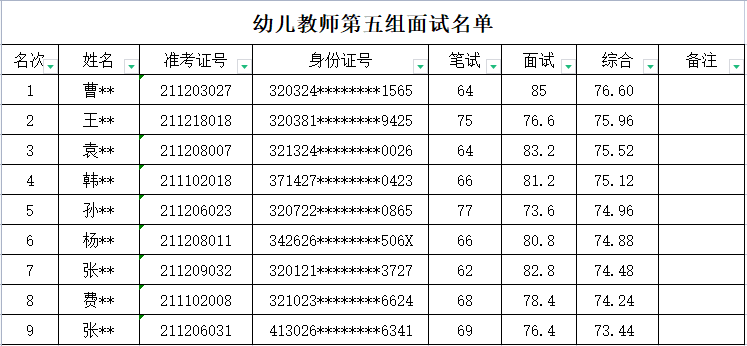 幼儿教师第五组面试名单
名次 姓名 准考证号 身份证号 笔试 面试 综合 备注
1 曹** 211203027 320324********1565 64 85 76.60
2 王** 211218018 320381********9425 75 76.6 75.96
3 袁** 211208007 321324********0026 64 83.2 75.52
4 韩** 211102018 371427********0423 66 81.2 75.12
5 孙** 211206023 320722********0865 77 73.6 74.96
6 杨** 211208011 342626********506X 66 80.8 74.88
7 张** 211209032 320121********3727 62 82.8 74.48
8 费** 211102008 321023********6624 68 78.4 74.24
9 张** 211206031 413026********6341 69 76.4 73.44